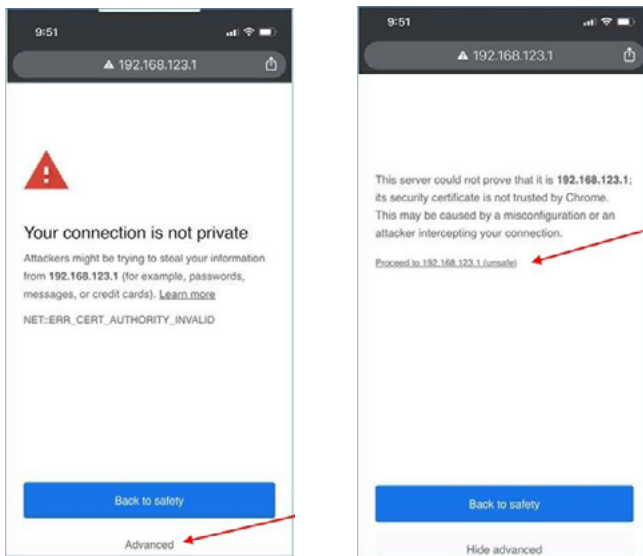 9:51
192.168.123.1
Your connection is not private
Attackers might be trying to steal your information
from 192.168.123.1 (for example, passwords,
messages, or credit cards). Learn more
NET::ERR_CERT_AUTHORITY_INVALID
Back to safety
Advanced
9:51
192.168.123.1
This server could not prove that it is 192.168.123.1;
its security certificate is not trusted by Chrome.
This may be caused by a misconfiguration or an
attacker intercepting your connection.
Proceed to 192.168.123.1 (unsafe)
Back to safety
Hide advanced